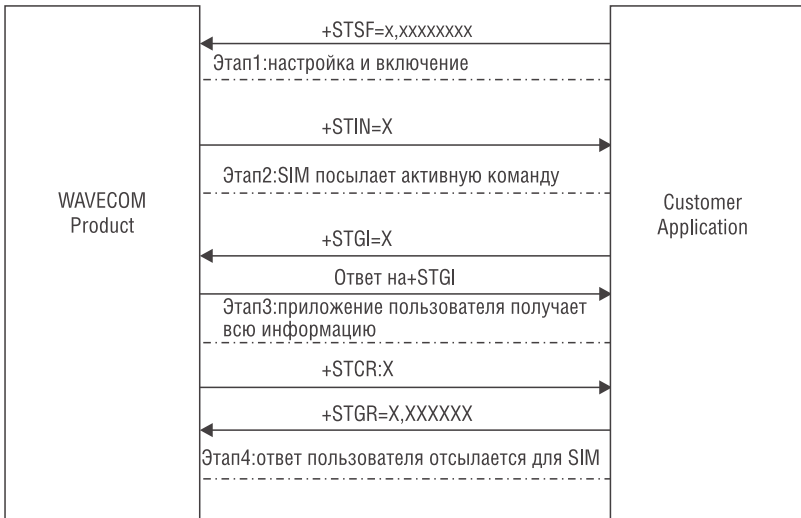 +STSF=x,xxxxxxxx
Этап1:настройка и включение
+STIN=X
Этап2:SIM посылает активную команду
WAVECOM
Product
Customer
Application
+STGI=X
Ответ на+STGI
Этап3:приложение пользователя получает
всю информацию
+STCR:X
+STGR=X,XXXXXX
Этап4:ответ пользователя отсылается для SIM